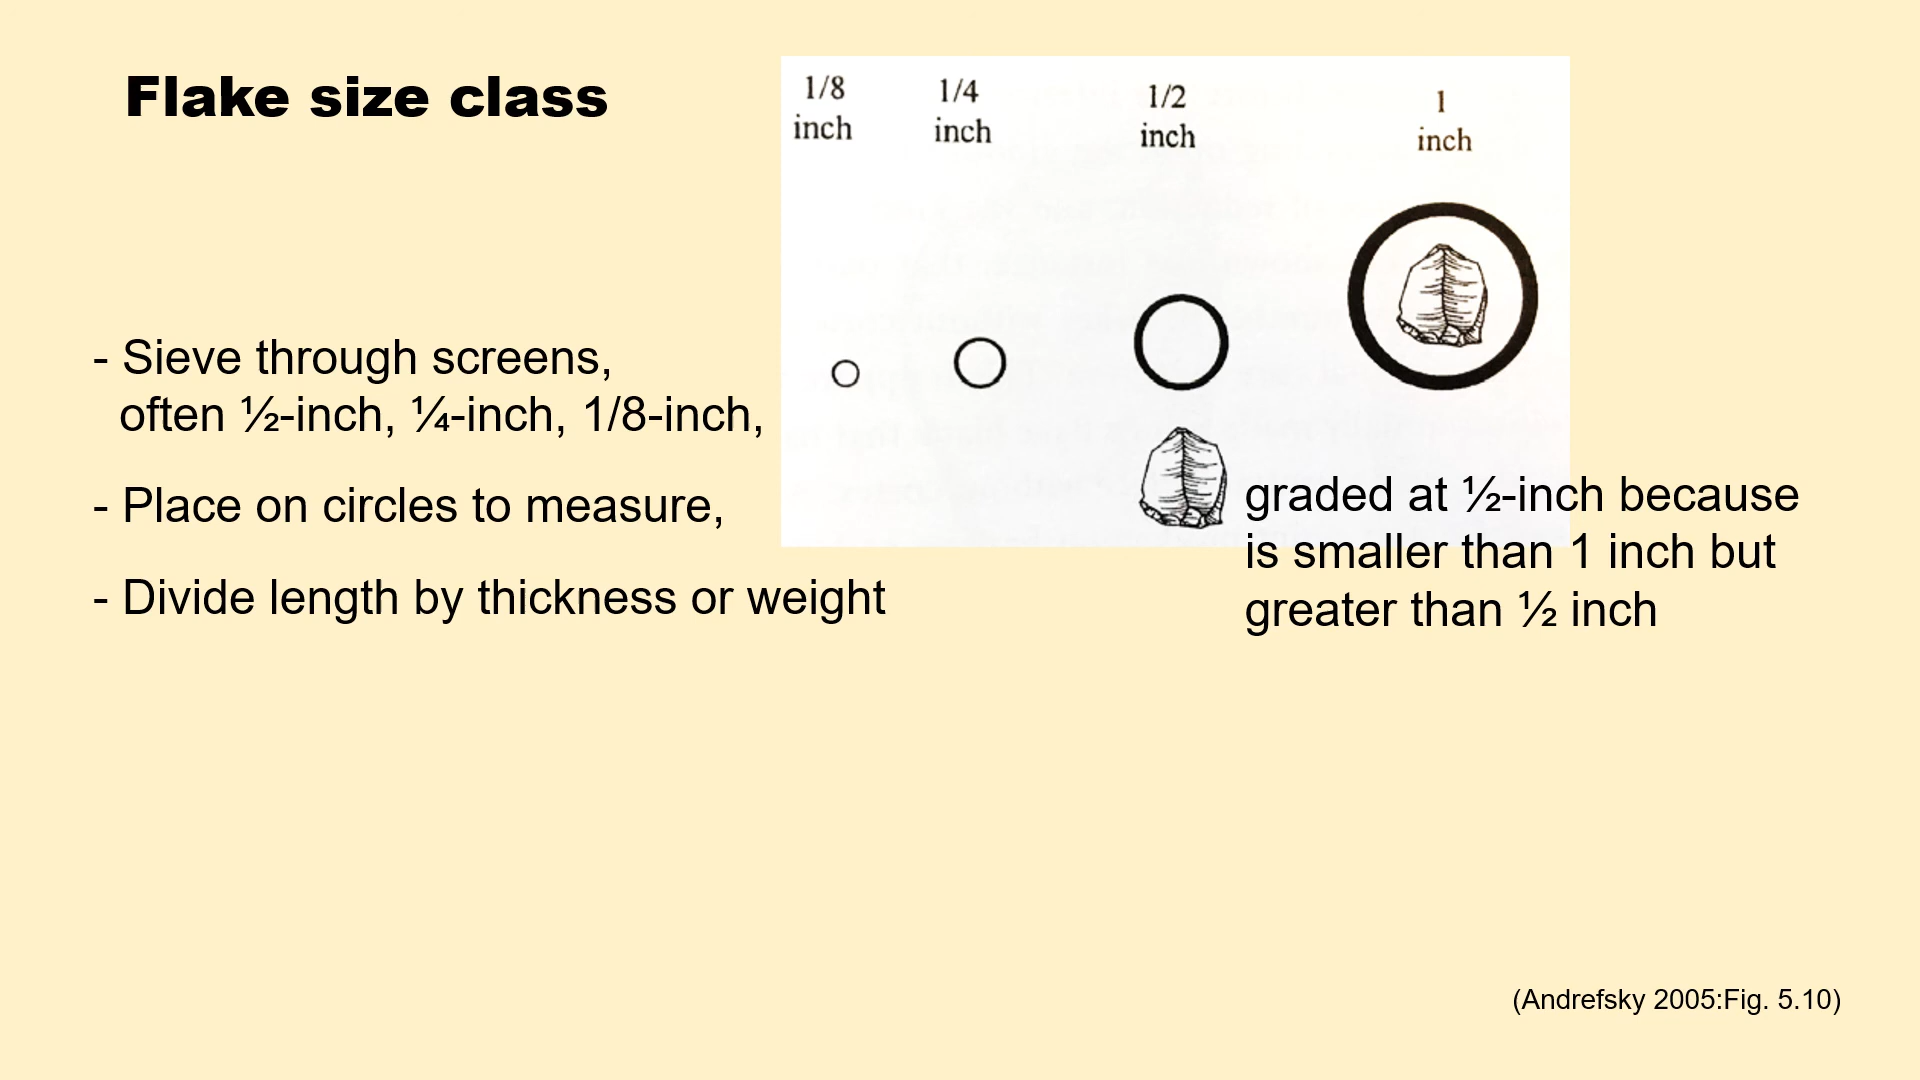 Flake size class
1/8
inch
1/4
inch
1/2
inch
1
inch
- Sieve through screens,
often ½-inch, ¼-inch, 1/8-inch,
- Place on circles to measure,
- Divide length by thickness or weight
graded at ½-inch because
is smaller than 1 inch but
greater than ½ inch
(Andrefsky 2005:Fig. 5.10)